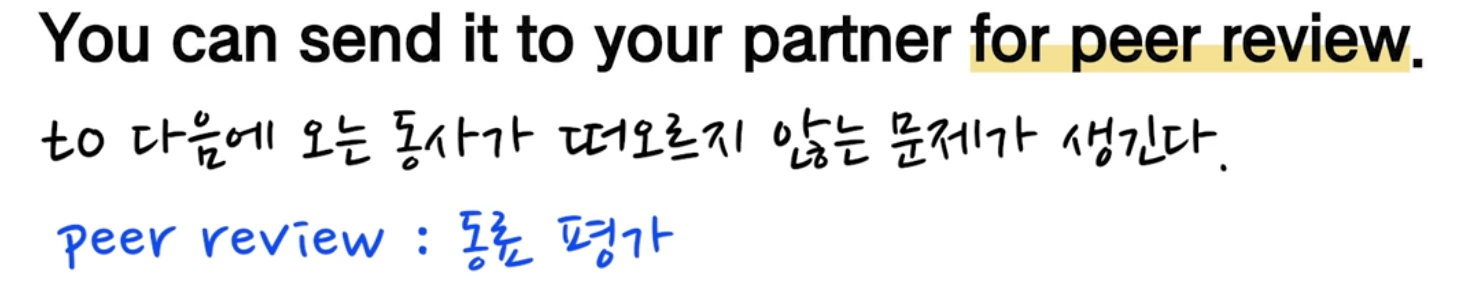 You can send it to your partner for peer review.
to 다음에 오는 동사가 떠오르지 않는 문제가 생긴다.
peer review : 동료 평가